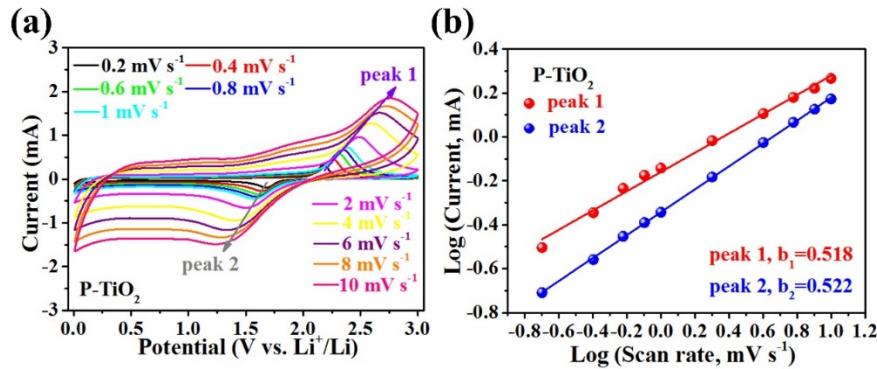 (a)
3
2
1
0
-1
-2
-3
0.0 0.5 1.0 1.5 2.0 2.5 3.0
Current (mA)
Potential (V vs. Li⁺/Li)
0.2 mV s⁻¹
0.4 mV s⁻¹
0.6 mV s⁻¹
0.8 mV s⁻¹
1 mV s⁻¹
peak 1
2 mV s⁻¹
4 mV s⁻¹
6 mV s⁻¹
8 mV s⁻¹
10 mV s⁻¹
peak 2
P-TiO₂
(b)
0.4
0.2
0.0
-0.2
-0.4
-0.6
-0.8
-0.8 -0.6 -0.4 -0.2 0.0 0.2 0.4 0.6 0.8 1.0 1.2
Log (Current, mA)
Log (Scan rate, mV s⁻¹)
P-TiO₂
peak 1
peak 2
peak 1, b₁=0.518
peak 2, b₂=0.522